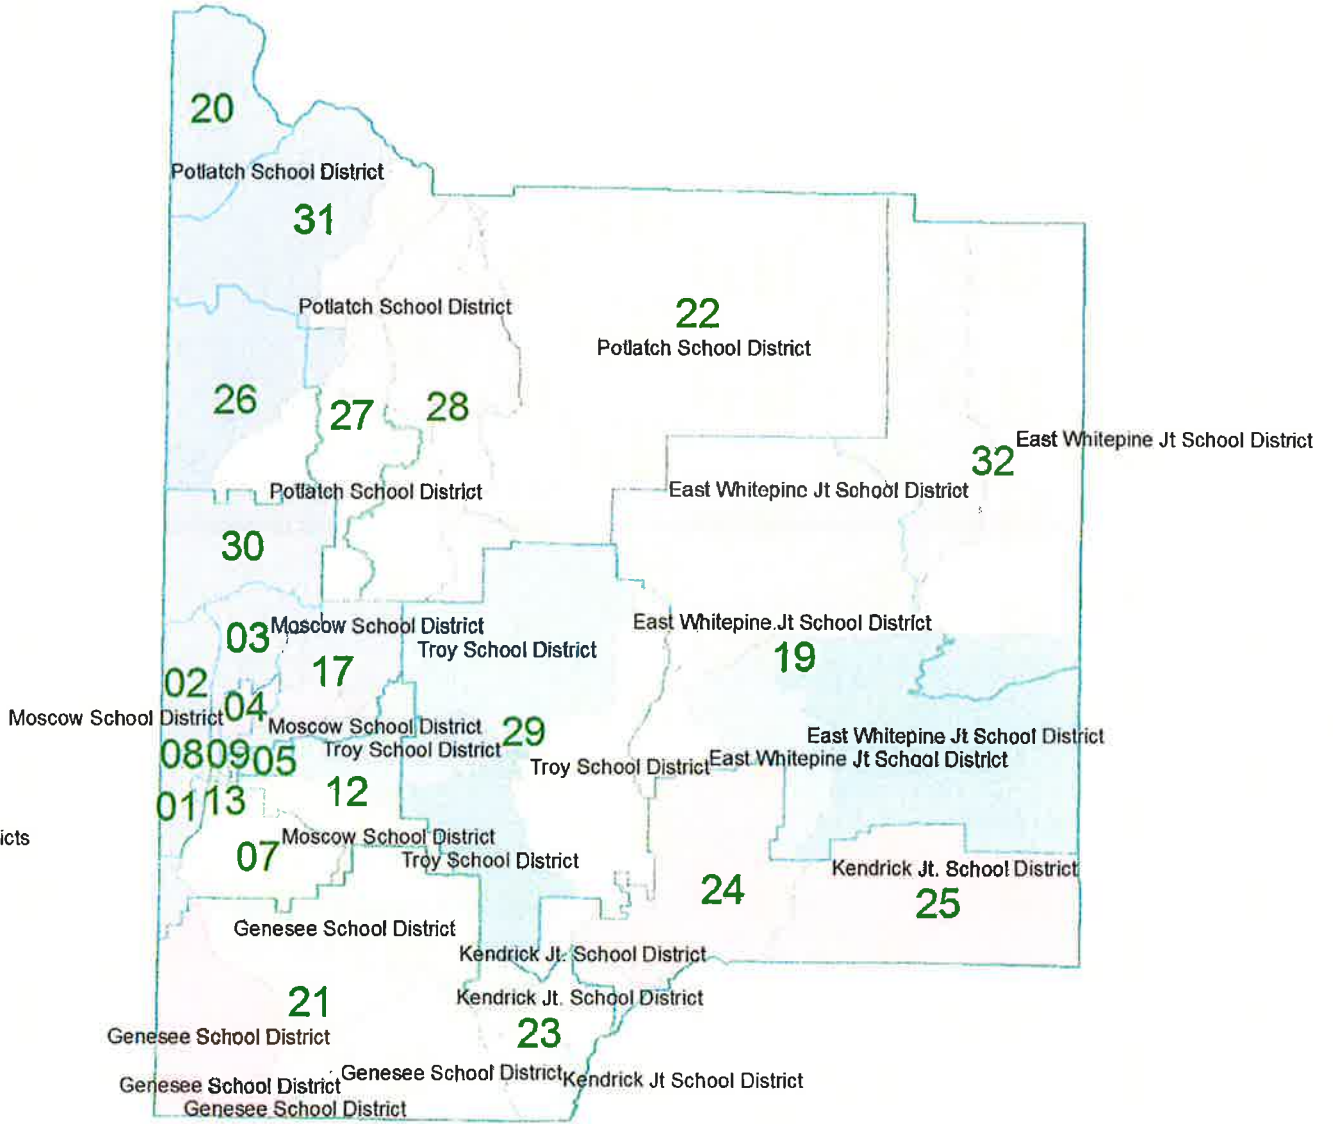 20
Potlatch School District
31
Potlatch School District
22
Potlatch School District
26
27
28
East Whitepine Jt School District
32
Potlatch School District
East Whitepine Jt School District
30
03
Moscow School District
Troy School District
East Whitepine Jt School District
17
19
02
04
Moscow School District
Moscow School District
29
East Whitepine Jt School District
08
09
05
Troy School District
Troy School District
East Whitepine Jt School District
12
01
13
icts
Moscow School District
07
Troy School District
Kendrick Jt. School District
24
25
Genesee School District
Kendrick Jt. School District
21
Kendrick Jt. School District
23
Genesee School District
Genesee School District
Kendrick Jt School District
Genesee School District
Genesee School District